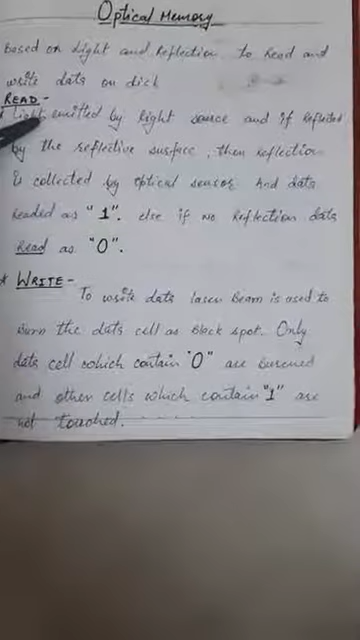 Optical Memory
Based on Light and Reflection to Read and
write data on disk
READ -
* Light emitted by light source and if Reflected
by the reflective surface, then reflection
is collected by optical sensor And data
Readed as "1". else if no Reflection data
Read as "0".
* WRITE -
To write data laser Beam is used to
Burn the data cell as Black spot. Only
data cell which contain "0" are burened
and other cells which contain "1" are
not touched.